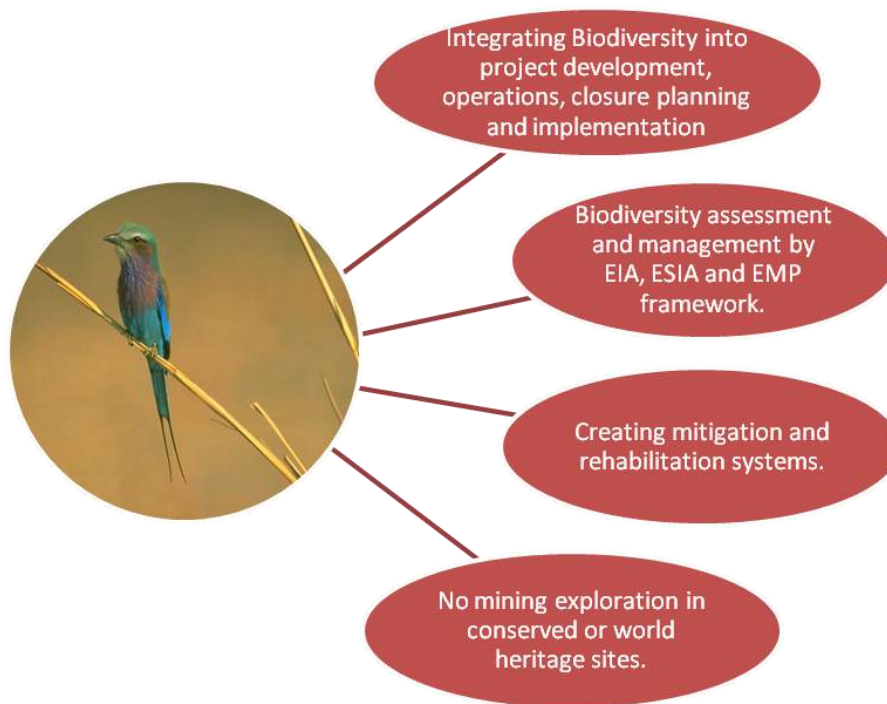 Integrating Biodiversity into
project development,
operations, closure planning
and implementation
Biodiversity assessment
and management by
EIA, ESIA and EMP
framework.
Creating mitigation and
rehabilitation systems.
No mining exploration in
conserved or world
heritage sites.